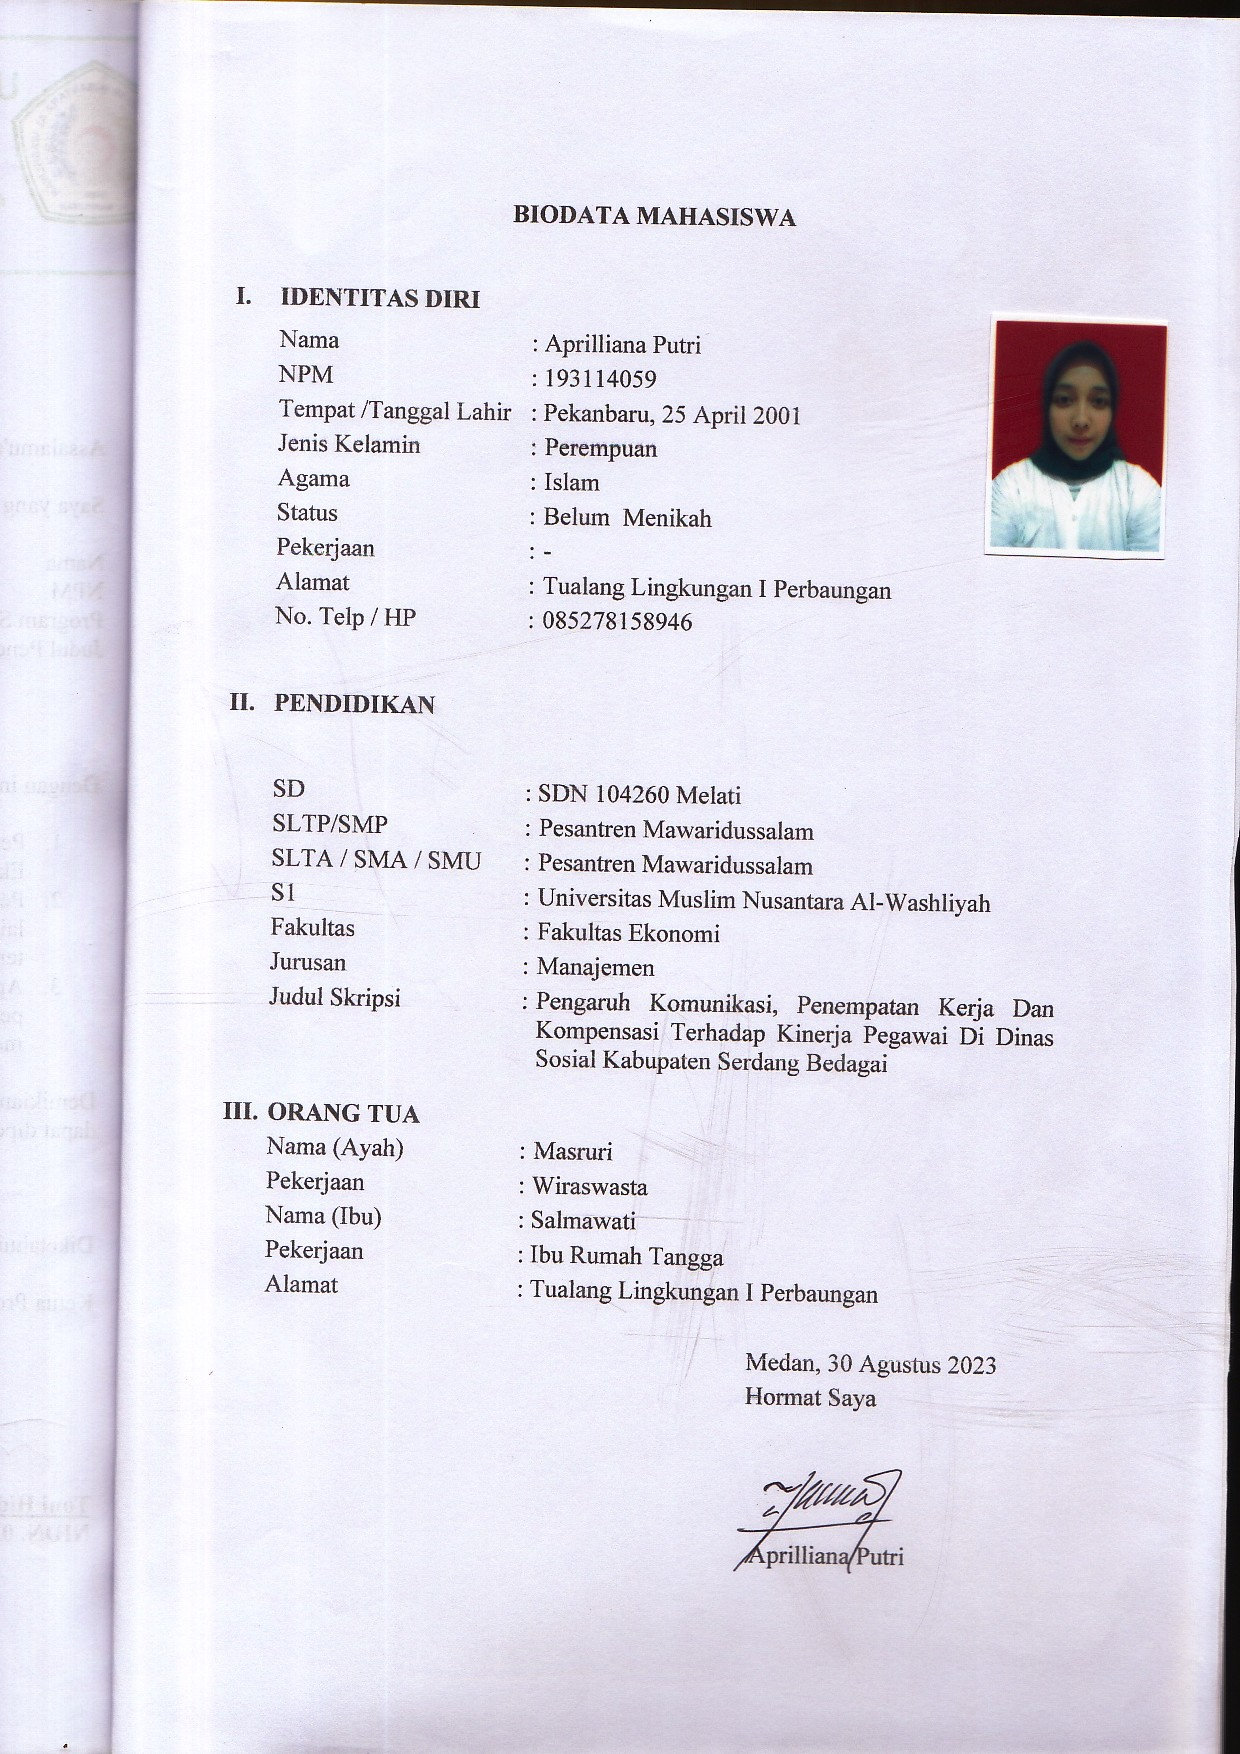 BIODATA MAHASISWA
I. IDENTITAS DIRI
Nama : Aprilliana Putri
NPM : 193114059
Tempat /Tanggal Lahir : Pekanbaru, 25 April 2001
Jenis Kelamin : Perempuan
Agama : Islam
Status : Belum Menikah
Pekerjaan : -
Alamat : Tualang Lingkungan I Perbaungan
No. Telp / HP : 085278158946
II. PENDIDIKAN
SD : SDN 104260 Melati
SLTP/SMP : Pesantren Mawaridussalam
SLTA / SMA / SMU : Pesantren Mawaridussalam
S1 : Universitas Muslim Nusantara Al-Washliyah
Fakultas : Fakultas Ekonomi
Jurusan : Manajemen
Judul Skripsi : Pengaruh Komunikasi, Penempatan Kerja Dan
Kompensasi Terhadap Kinerja Pegawai Di Dinas
Sosial Kabupaten Serdang Bedagai
III. ORANG TUA
Nama (Ayah) : Masruri
Pekerjaan : Wiraswasta
Nama (Ibu) : Salmawati
Pekerjaan : Ibu Rumah Tangga
Alamat : Tualang Lingkungan I Perbaungan
Medan, 30 Agustus 2023
Hormat Saya
Aprilliana Putri